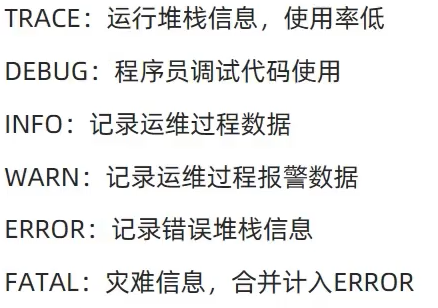 TRACE：运行堆栈信息，使用率低
DEBUG：程序员调试代码使用
INFO：记录运维过程数据
WARN：记录运维过程报警数据
ERROR：记录错误堆栈信息
FATAL：灾难信息，合并计入ERROR